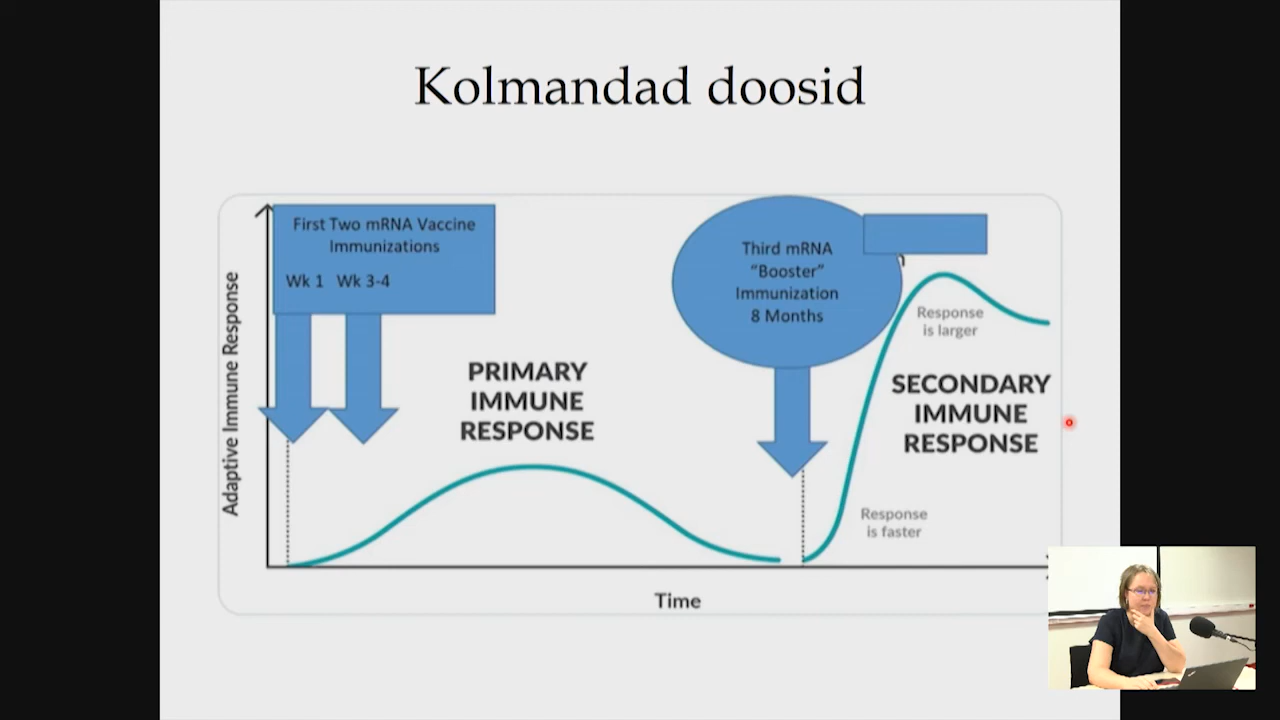 Kolmandad doosid
First Two mRNA Vaccine
Immunizations
Wk 1 Wk 3-4
Third mRNA
“Booster”
Immunization
8 Months
Response
is larger
PRIMARY
IMMUNE
RESPONSE
SECONDARY
IMMUNE
RESPONSE
Response
is faster
Adaptive Immune Response
Time